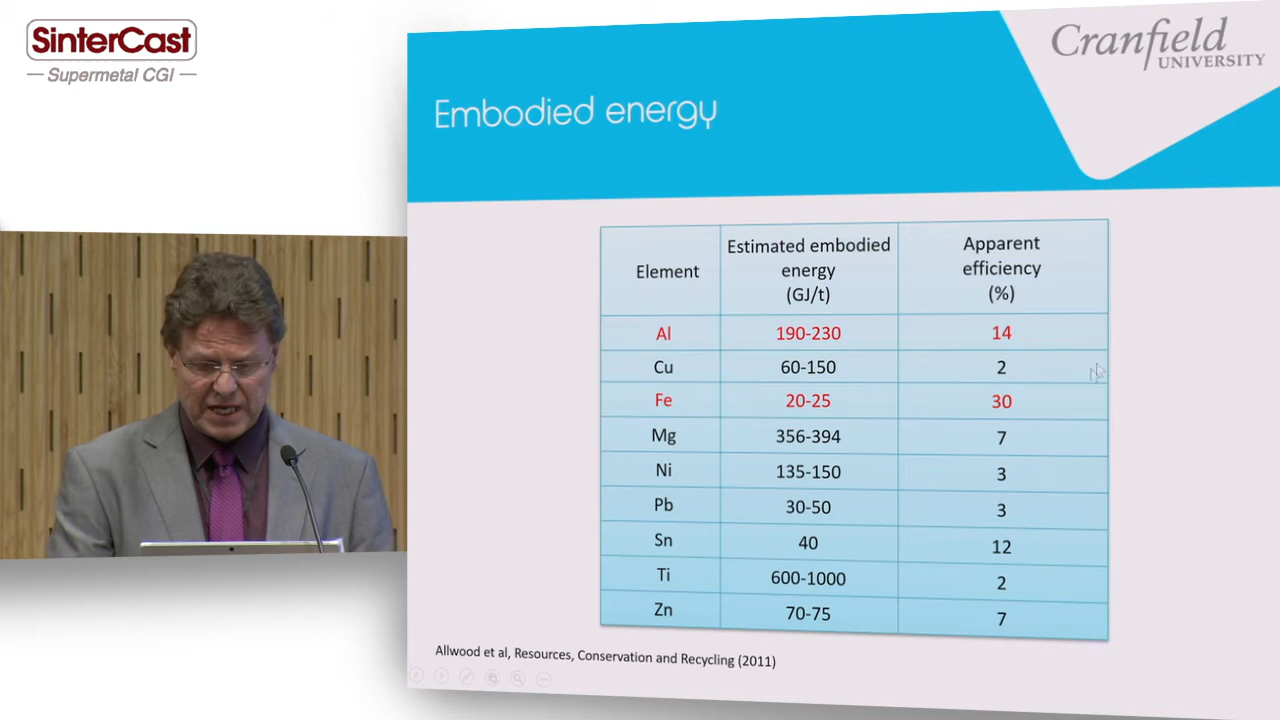 SinterCast
— Supermetal CGI —
Cranfield
UNIVERSITY
Embodied energy
Element
Estimated embodied
energy
(GJ/t)
Apparent
efficiency
(%)
Al 190-230 14
Cu 60-150 2
Fe 20-25 30
Mg 356-394 7
Ni 135-150 3
Pb 30-50 3
Sn 40 12
Ti 600-1000 2
Zn 70-75 7
Allwood et al, Resources, Conservation and Recycling (2011)